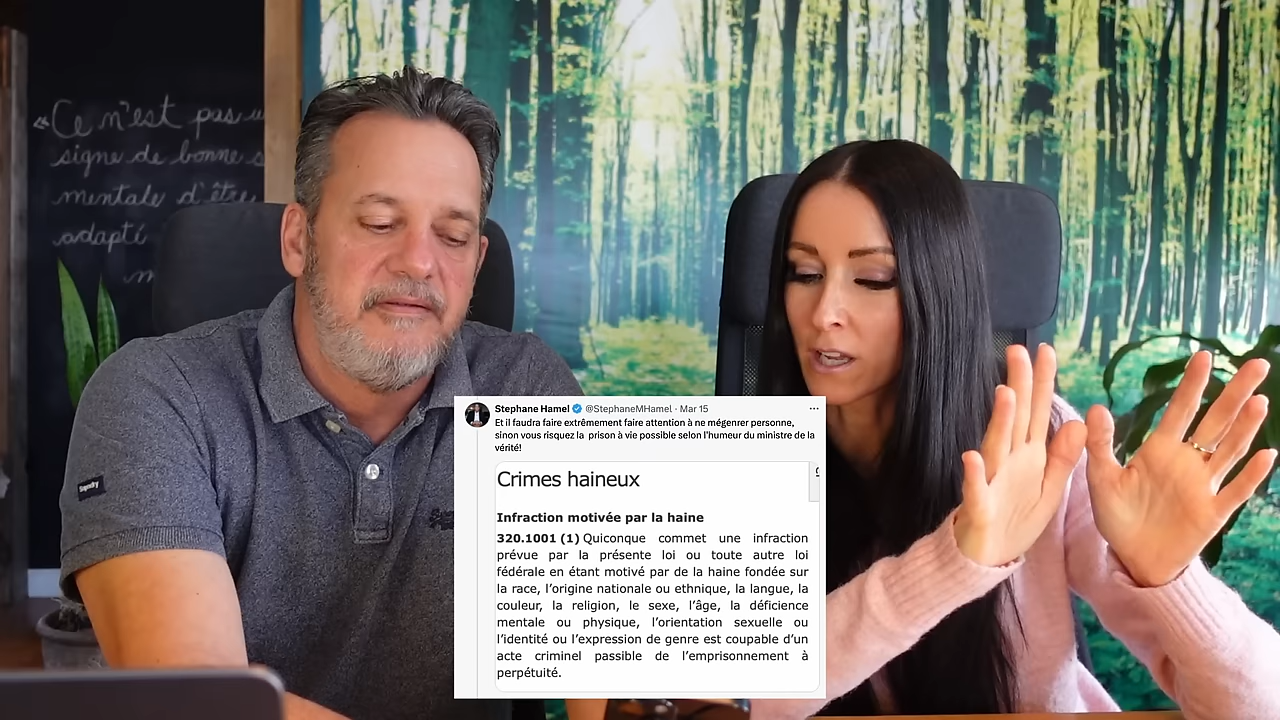 «Ce n'est pas
signe de bonne
mentale d'être
adapté
Stephane Hamel @StephaneMHamel · Mar 15
Et il faudra faire extrêmement faire attention à ne mégenrer personne,
sinon vous risquez la prison à vie possible selon l'humeur du ministre de la
vérité!
Crimes haineux
Infraction motivée par la haine
320.1001 (1) Quiconque commet une infraction
prévue par la présente loi ou toute autre loi
fédérale en étant motivé par de la haine fondée sur
la race, l'origine nationale ou ethnique, la langue, la
couleur, la religion, le sexe, l'âge, la déficience
mentale ou physique, l'orientation sexuelle ou
l'identité ou l'expression de genre est coupable d'un
acte criminel passible de l'emprisonnement à
perpétuité.